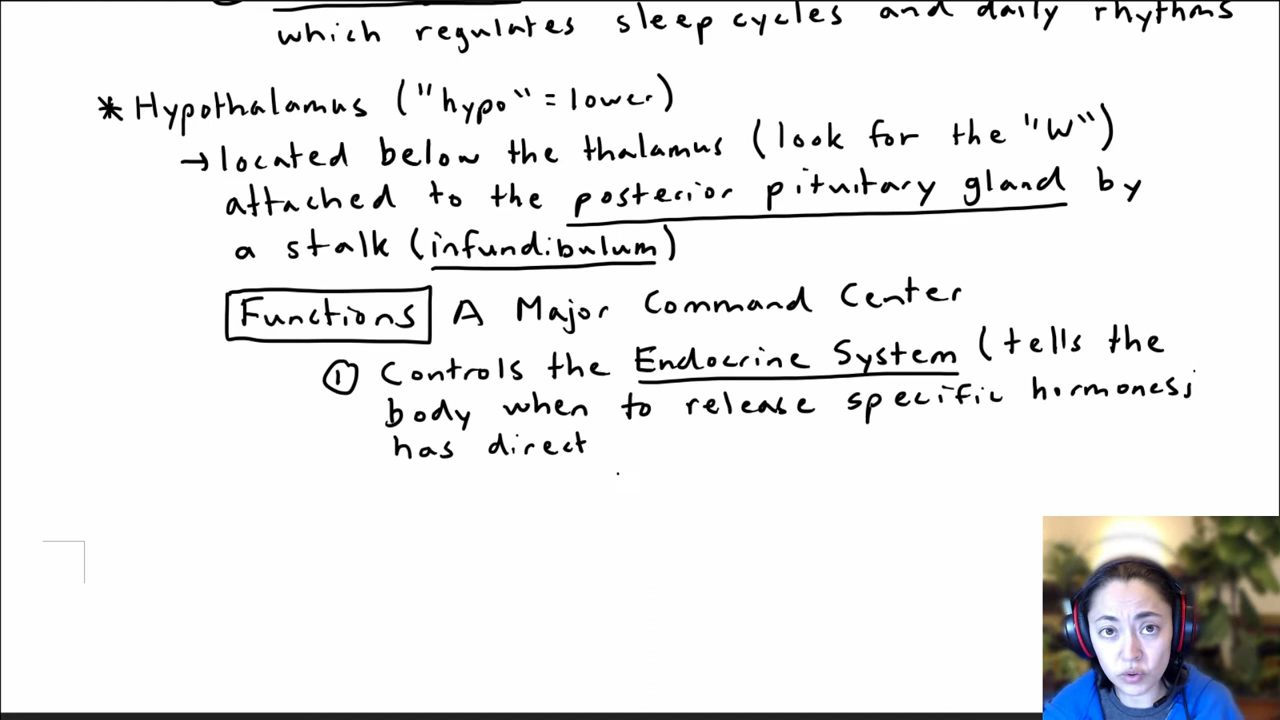 which regulates sleep cycles and daily rhythms
* Hypothalamus ("hypo" = lower)
→ located below the thalamus (look for the "W")
attached to the posterior pituitary gland by
a stalk (infundibulum)
Functions A Major Command Center
① Controls the Endocrine System (tells the
body when to release specific hormones;
has direct